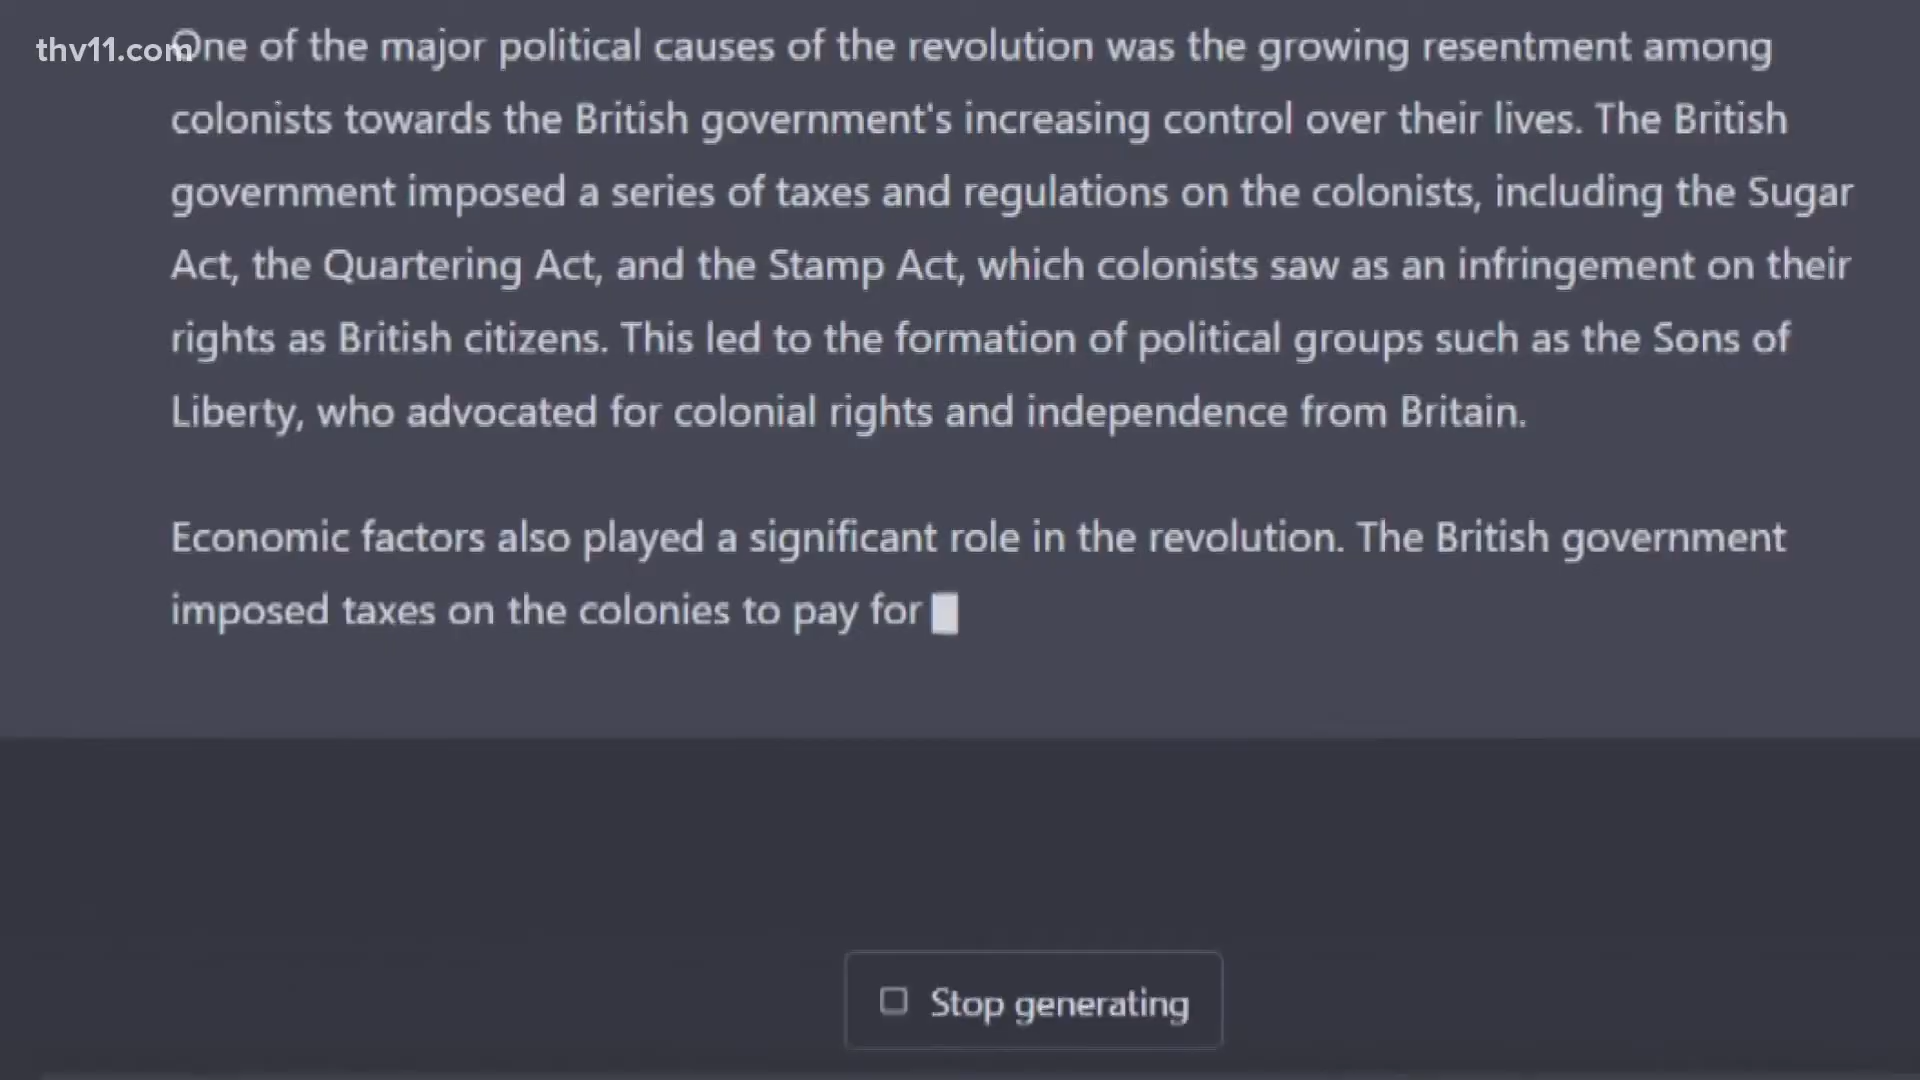 thv11.com
One of the major political causes of the revolution was the growing resentment among
colonists towards the British government's increasing control over their lives. The British
government imposed a series of taxes and regulations on the colonists, including the Sugar
Act, the Quartering Act, and the Stamp Act, which colonists saw as an infringement on their
rights as British citizens. This led to the formation of political groups such as the Sons of
Liberty, who advocated for colonial rights and independence from Britain.
Economic factors also played a significant role in the revolution. The British government
imposed taxes on the colonies to pay for
Stop generating